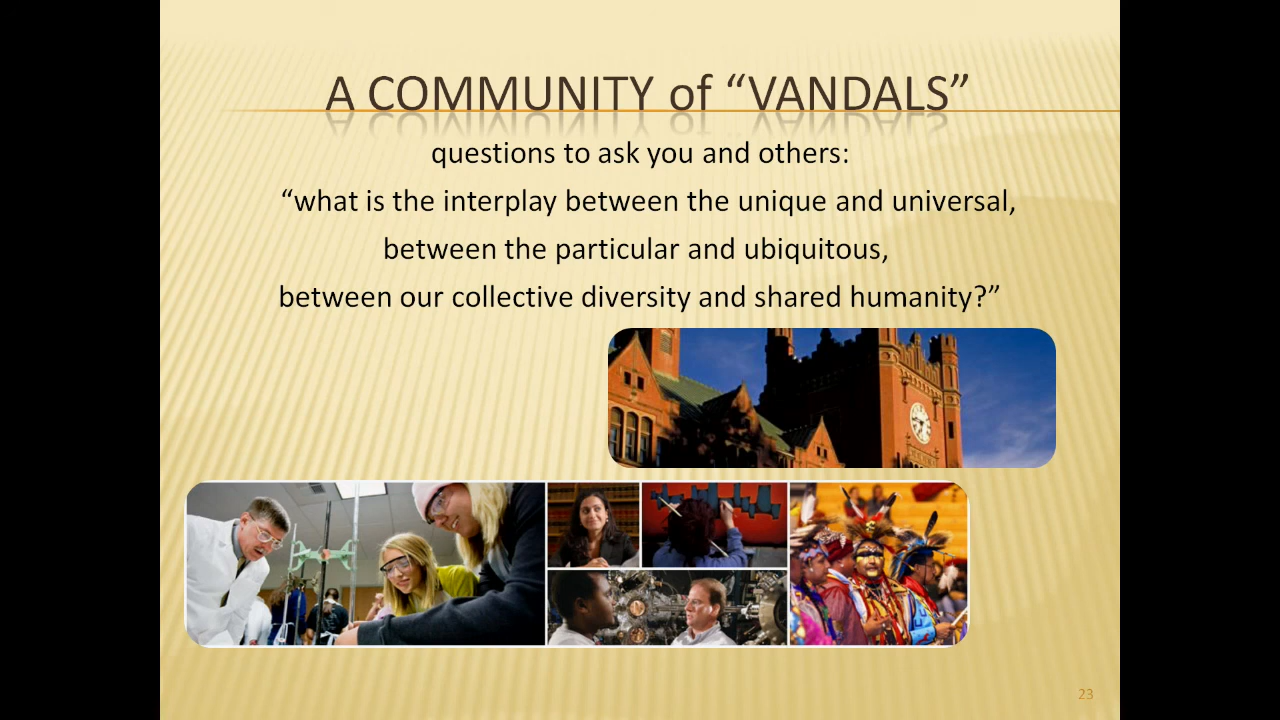 A COMMUNITY of “VANDALS”
questions to ask you and others:
“what is the interplay between the unique and universal,
between the particular and ubiquitous,
between our collective diversity and shared humanity?”
23